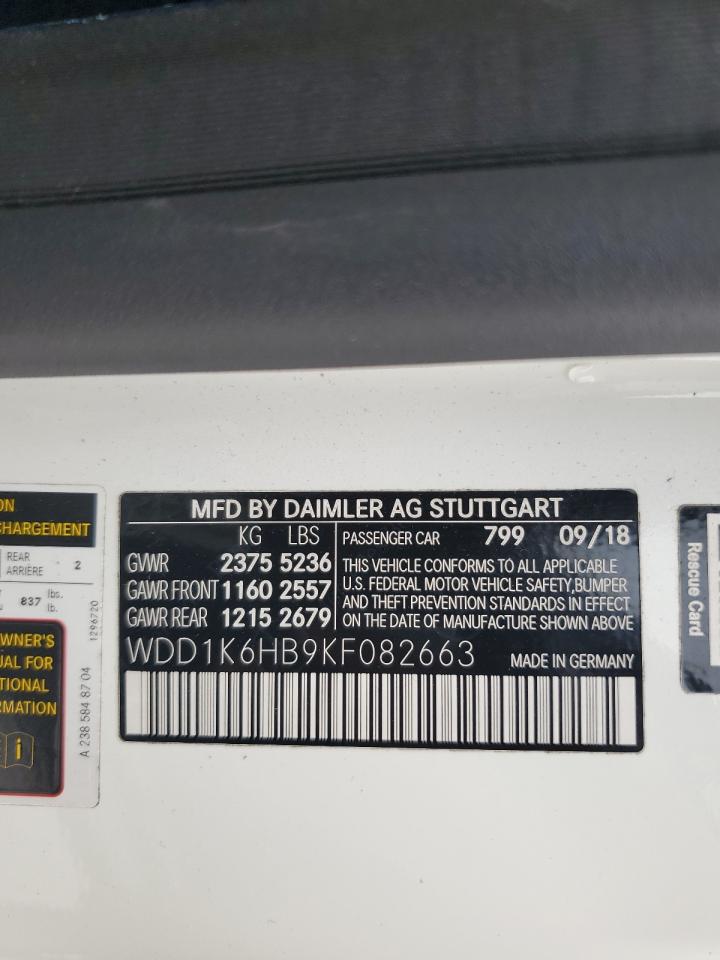 ON
CHARGEMENT
REAR
ARRIÈRE 2
837 lbs.
lb.
1296720
OWNER'S
UAL FOR
TIONAL
RMATION
i
A 238 584 87 04
MFD BY DAIMLER AG STUTTGART
KG LBS
GVWR 2375 5236
GAWR FRONT 1160 2557
GAWR REAR 1215 2679
PASSENGER CAR 799 09/18
THIS VEHICLE CONFORMS TO ALL APPLICABLE
U.S. FEDERAL MOTOR VEHICLE SAFETY,BUMPER
AND THEFT PREVENTION STANDARDS IN EFFECT
ON THE DATE OF MANUFACTURE SHOWN ABOVE
WDD1K6HB9KF082663 MADE IN GERMANY
Rescue Card